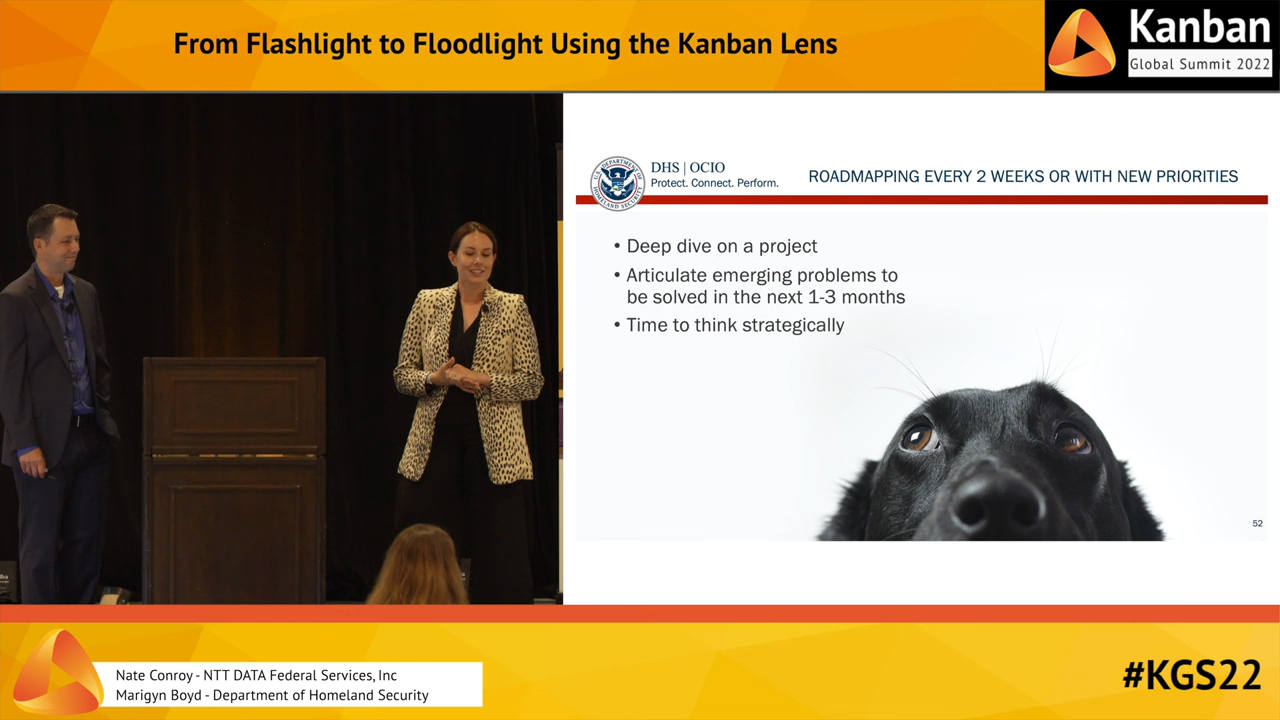 From Flashlight to Floodlight Using the Kanban Lens
Kanban
Global Summit 2022
DHS | OCIO
Protect. Connect. Perform.
ROADMAPPING EVERY 2 WEEKS OR WITH NEW PRIORITIES
• Deep dive on a project
• Articulate emerging problems to
be solved in the next 1-3 months
• Time to think strategically
52
Nate Conroy - NTT DATA Federal Services, Inc
Marigyn Boyd - Department of Homeland Security
#KGS22